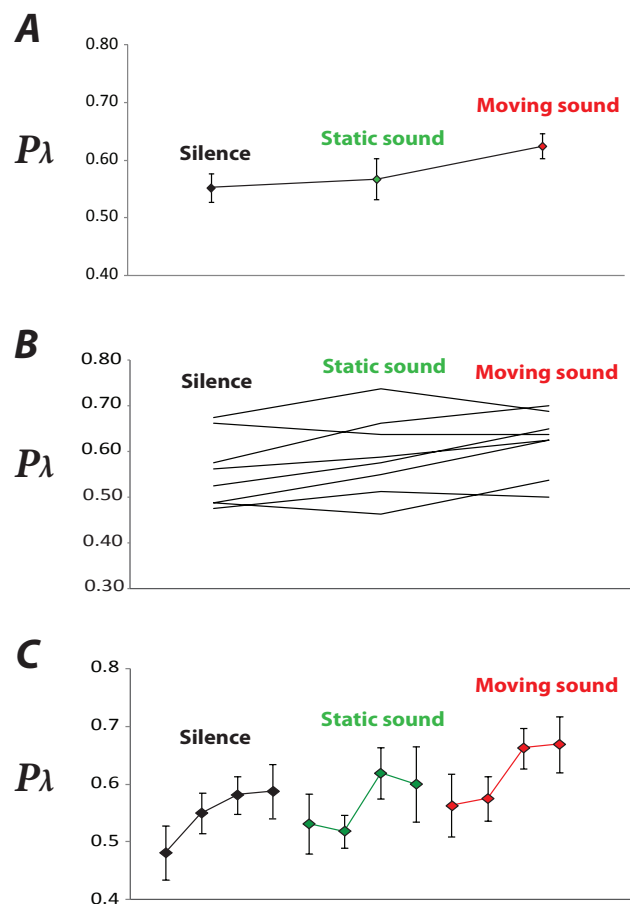 A
0.80
0.70
Moving sound
Static sound
Pλ
Silence
0.60
0.50
0.40
B
0.80
Static sound
Moving sound
Silence
0.70
0.60
Pλ
0.50
0.40
0.30
C
0.8
Moving sound
Static sound
0.7
Silence
Pλ
0.6
0.5
0.4